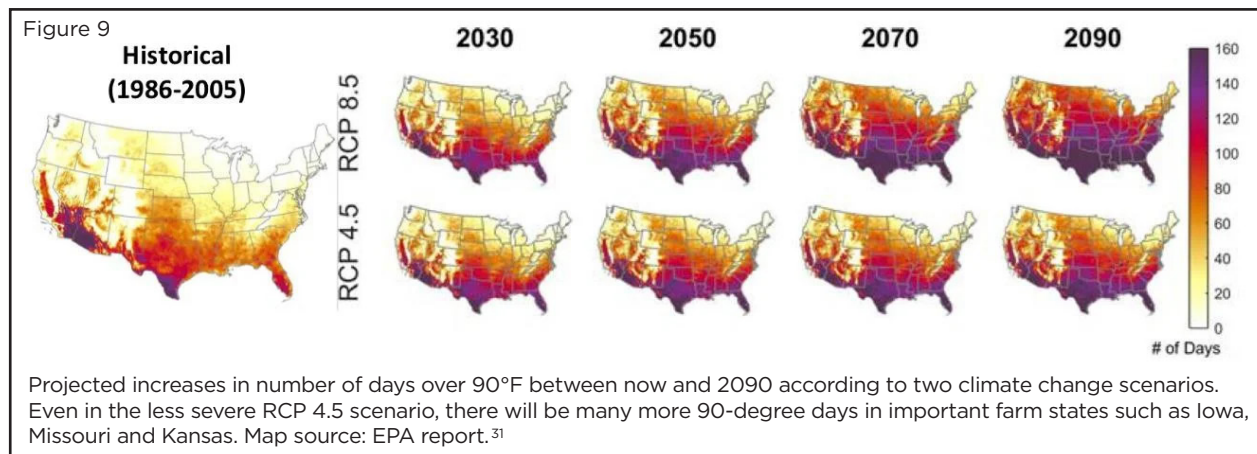 Figure 9
Historical
(1986-2005)
2030
2050
2070
2090
RCP 8.5
RCP 4.5
160
140
120
100
80
60
40
20
0
# of Days
Projected increases in number of days over 90°F between now and 2090 according to two climate change scenarios.
Even in the less severe RCP 4.5 scenario, there will be many more 90-degree days in important farm states such as Iowa,
Missouri and Kansas. Map source: EPA report.³¹